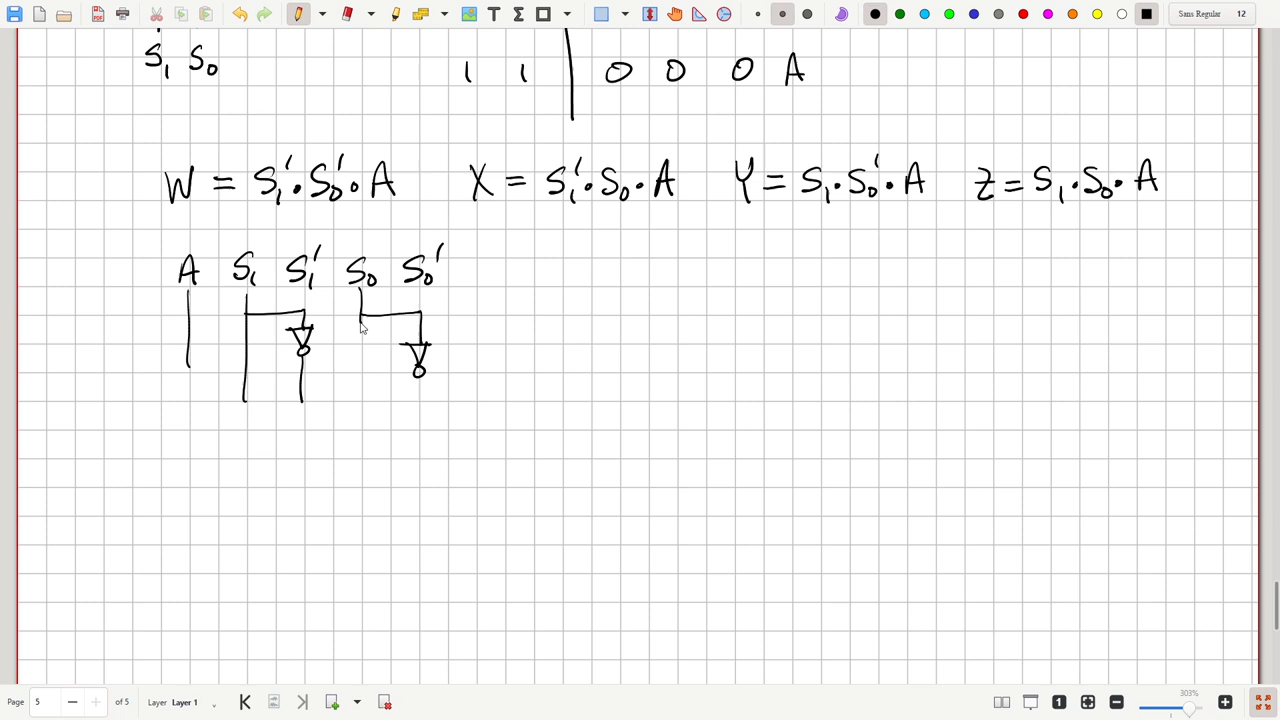 Sans Regular 12
S₁ S₀ 1 1 0 0 0 A
W = S₁'·S₀'·A X = S₁'·S₀·A Y = S₁·S₀'·A Z = S₁·S₀·A
A S₁ S₁' S₀ S₀'
Page 5 of 5 Layer Layer 1 303%